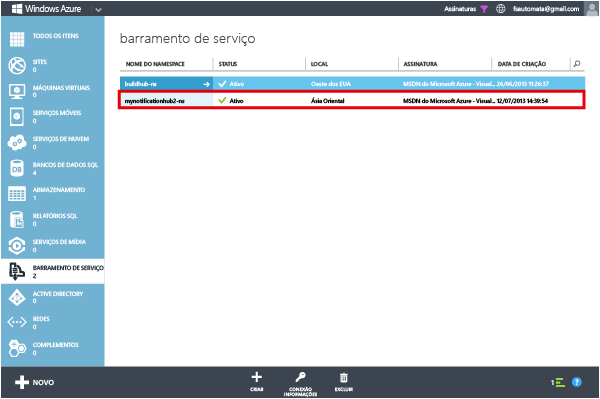 Windows Azure
Assinaturas
fsautomata@gmail.com
TODOS OS ITENS
SITES
0
MÁQUINAS VIRTUAIS
0
SERVIÇOS MÓVEIS
0
SERVIÇOS DE NUVEM
0
BANCOS DE DADOS SQL
4
ARMAZENAMENTO
1
RELATÓRIOS SQL
0
SERVIÇOS DE MÍDIA
0
BARRAMENTO DE SERVIÇO
2
ACTIVE DIRECTORY
0
REDES
0
COMPLEMENTOS
0
barramento de serviço
NOME DO NAMESPACE STATUS LOCAL ASSINATURA DATA DE CRIAÇÃO
buildhub-ns Ativo Oeste dos EUA MSDN do Microsoft Azure - Visual... 26/06/2013 11:26:37
mynotificationhub2-ns Ativo Ásia Oriental MSDN do Microsoft Azure - Visual... 12/07/2013 14:39:54
NOVO
CRIAR
CONEXÃO
INFORMAÇÕES
EXCLUIR
1
?